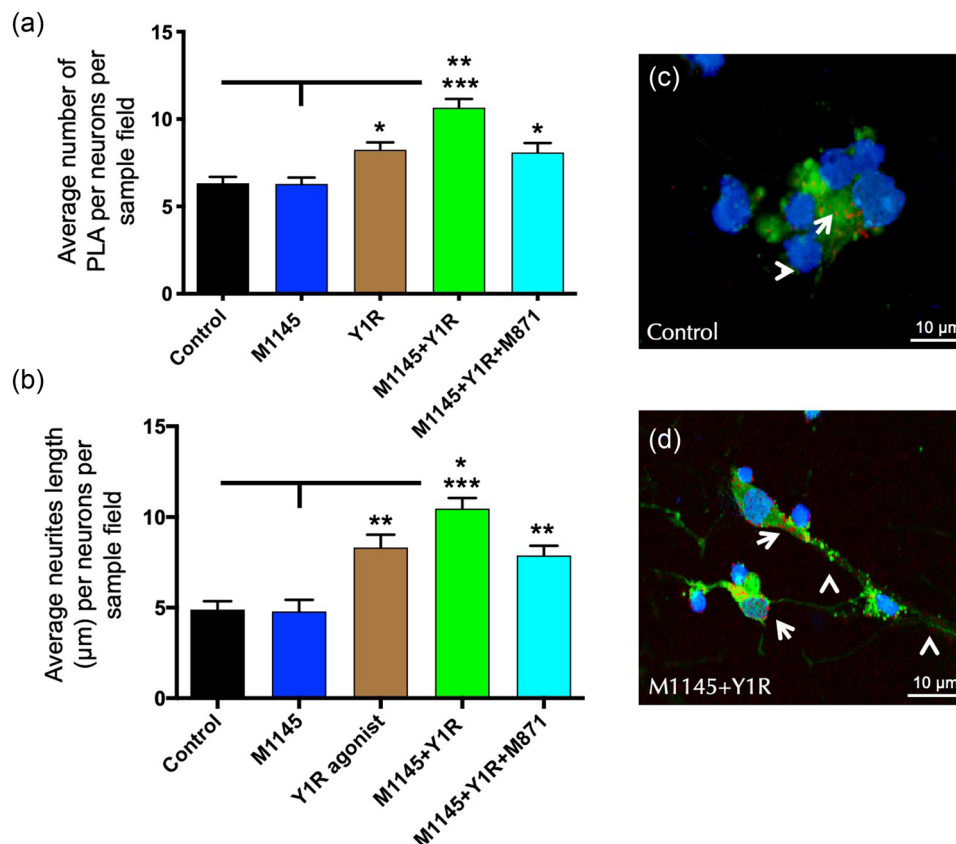 (a)
Average number of
PLA per neurons per
sample field
15
10
5
0
*
**
***
*
Control
M1145
Y1R
M1145+Y1R
M1145+Y1R+M871
(b)
Average neurites length
(µm) per neurons per
sample field
15
10
5
0
**
*
***
**
Control
M1145
Y1R agonist
M1145+Y1R
M1145+Y1R+M871
(c)
Control
10 µm
(d)
M1145+Y1R
10 µm